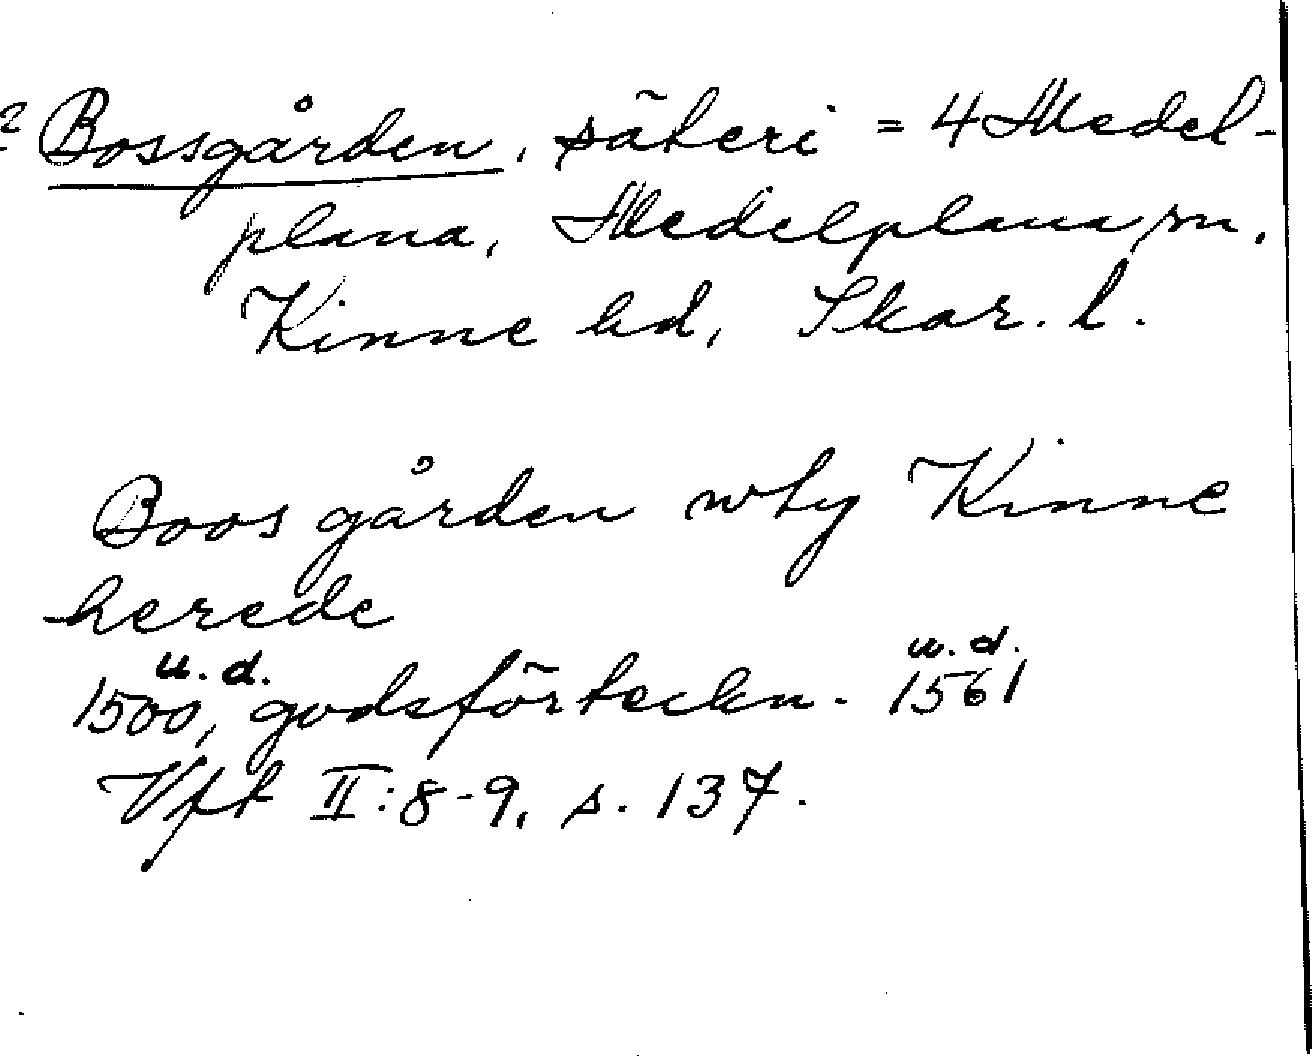 ? Bossgården, säteri = 4 Medel-
plana, Medelplana sn,
Kinne hd, Skar. l.
Boos gården wty Kinne
herede
u. d. u. d.
1500, godsförteckn. 1561
Vft II:8-9, s. 137.